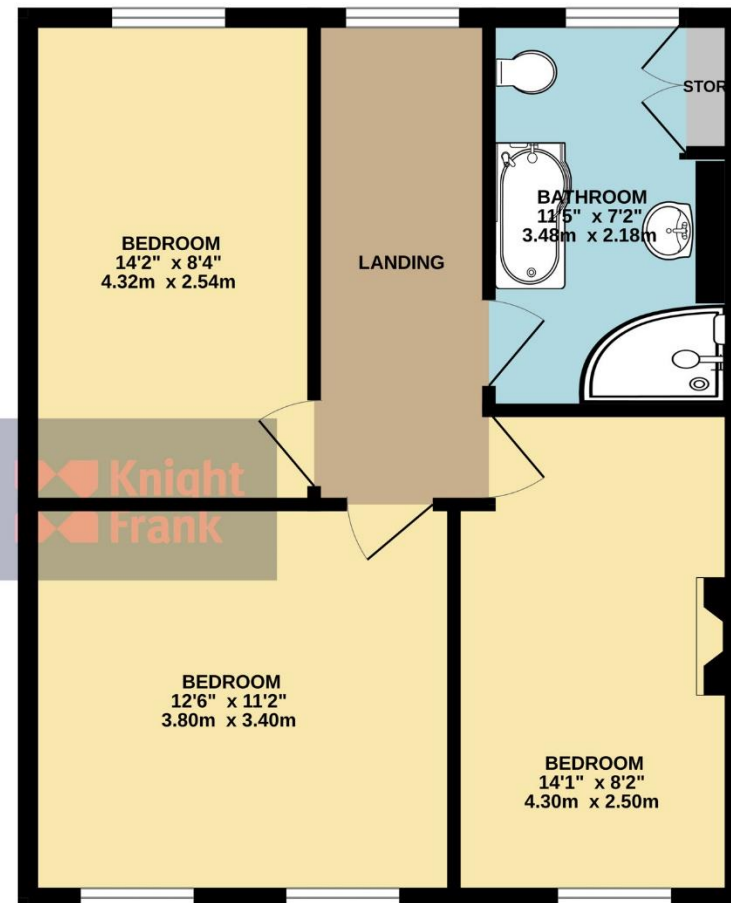 BEDROOM
14'2" x 8'4"
4.32m x 2.54m
LANDING
STOR
BATHROOM
11'5" x 7'2"
3.48m x 2.18m
Knight
Frank
BEDROOM
12'6" x 11'2"
3.80m x 3.40m
BEDROOM
14'1" x 8'2"
4.30m x 2.50m